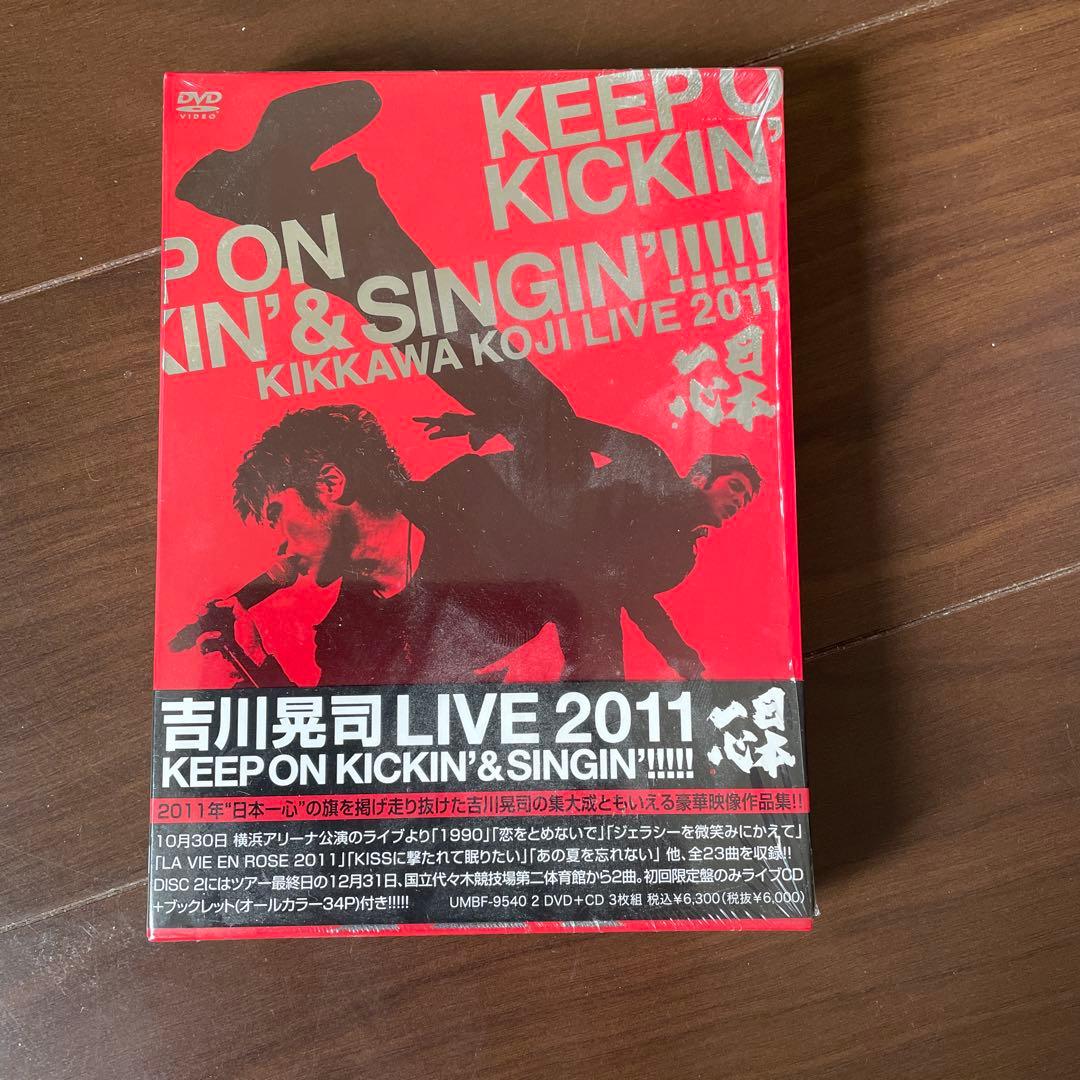 DVD
VIDEO
KEEP O
KICKIN'
P ON
KIN' & SINGIN'!!!!!
KIKKAWA KOJI LIVE 2011
日本
一心
吉川晃司 LIVE 2011
KEEP ON KICKIN'&SINGIN'!!!!!
日本
一心
2011年“日本一心”の旗を掲げ走り抜けた吉川晃司の集大成ともいえる豪華映像作品集!!
10月30日 横浜アリーナ公演のライブより「1990」「恋をとめないで」「ジェラシーを微笑みにかえて」
「LA VIE EN ROSE 2011」「KISSに撃たれて眠りたい」「あの夏を忘れない」 他、全23曲を収録!!
DISC 2にはツアー最終日の12月31日、国立代々木競技場第二体育館から2曲。初回限定盤のみライブCD
+ブックレット(オールカラー34P)付き!!!!! UMBF-9540 2 DVD+CD 3枚組 税込¥6,300(税抜¥6,000)